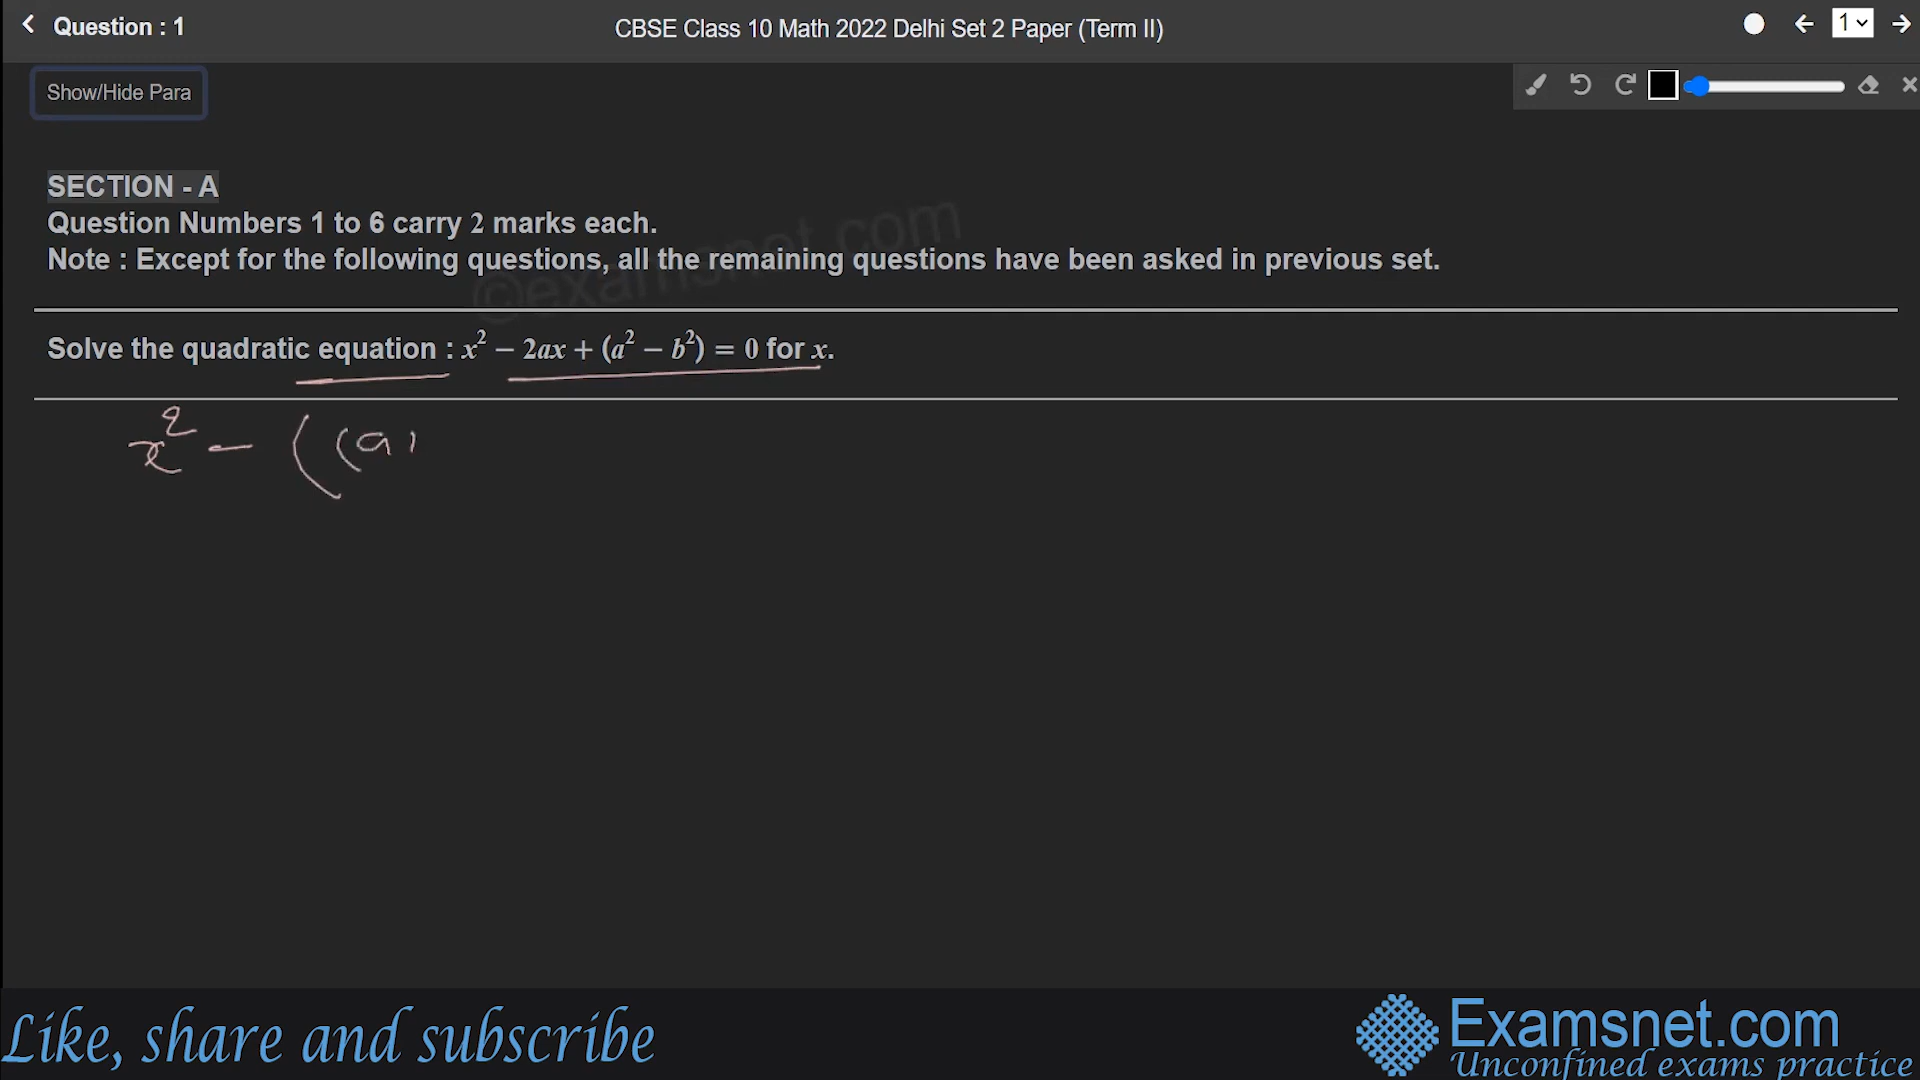 Question : 1
CBSE Class 10 Math 2022 Delhi Set 2 Paper (Term II)
1
Show/Hide Para
SECTION - A
Question Numbers 1 to 6 carry 2 marks each.
Note : Except for the following questions, all the remaining questions have been asked in previous set.
©examsnet.com
Solve the quadratic equation : x² − 2ax + (a² − b²) = 0 for x.
x² − ((a
Like, share and subscribe
Examsnet.com
Unconfined exams practice